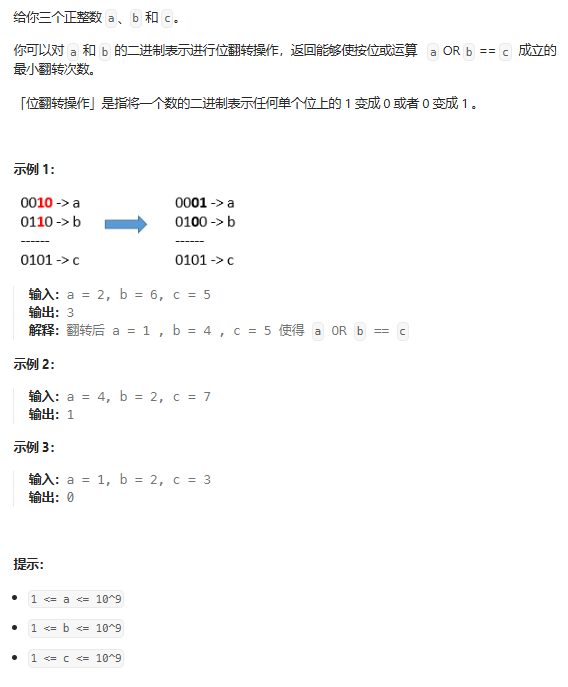 给你三个正整数 a、b 和 c。
你可以对 a 和 b 的二进制表示进行位翻转操作，返回能够使按位或运算 a OR b == c 成立的
最小翻转次数。
「位翻转操作」是指将一个数的二进制表示任何单个位上的 1 变成 0 或者 0 变成 1 。
示例 1：
0010 -> a 0001 -> a
0110 -> b 0100 -> b
------ ------
0101 -> c 0101 -> c
输入：a = 2, b = 6, c = 5
输出：3
解释：翻转后 a = 1 , b = 4 , c = 5 使得 a OR b == c
示例 2：
输入：a = 4, b = 2, c = 7
输出：1
示例 3：
输入：a = 1, b = 2, c = 3
输出：0
提示：
• 1 <= a <= 10^9
• 1 <= b <= 10^9
• 1 <= c <= 10^9